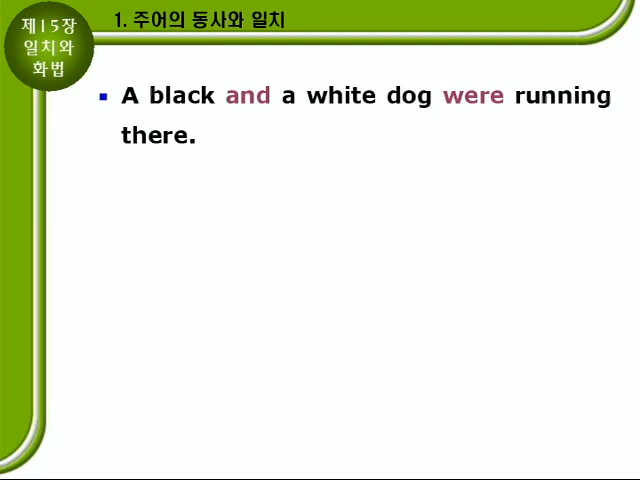 제15장
일치와
화법
1. 주어의 동사와 일치
A black and a white dog were running
there.